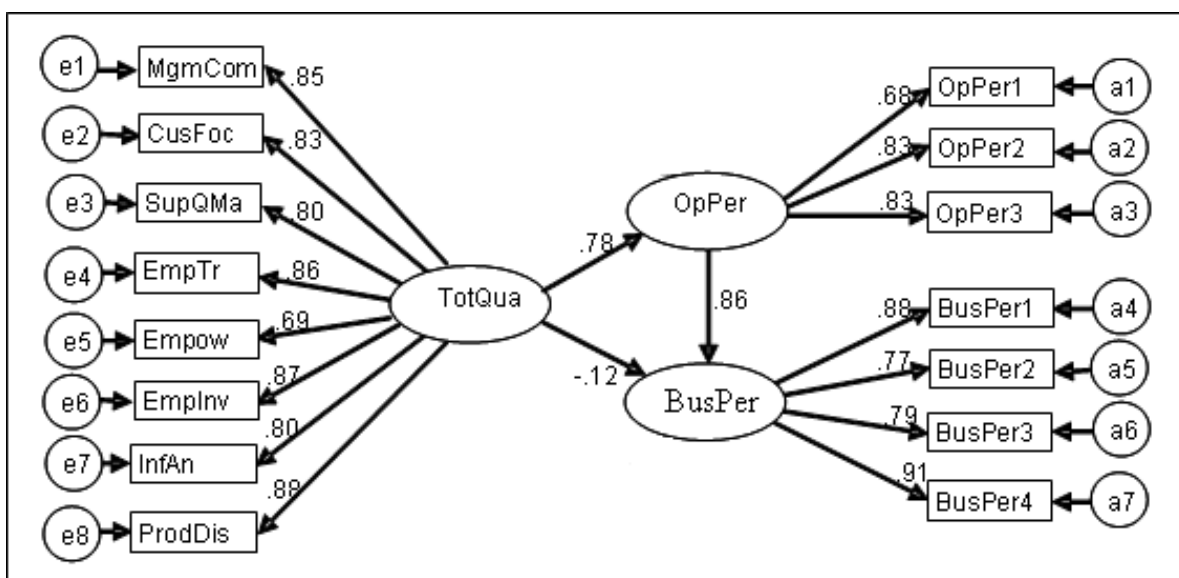 e1
MgmCom
.85
e2
CusFoc
.83
e3
SupQMa
.80
e4
EmpTr
.86
e5
Empow
.69
e6
EmpInv
.87
e7
InfAn
.80
e8
ProdDis
.88
TotQua
.78
-.12
OpPer
.86
BusPer
.68
OpPer1
a1
.83
OpPer2
a2
.83
OpPer3
a3
.88
BusPer1
a4
.77
BusPer2
a5
.79
BusPer3
a6
.91
BusPer4
a7